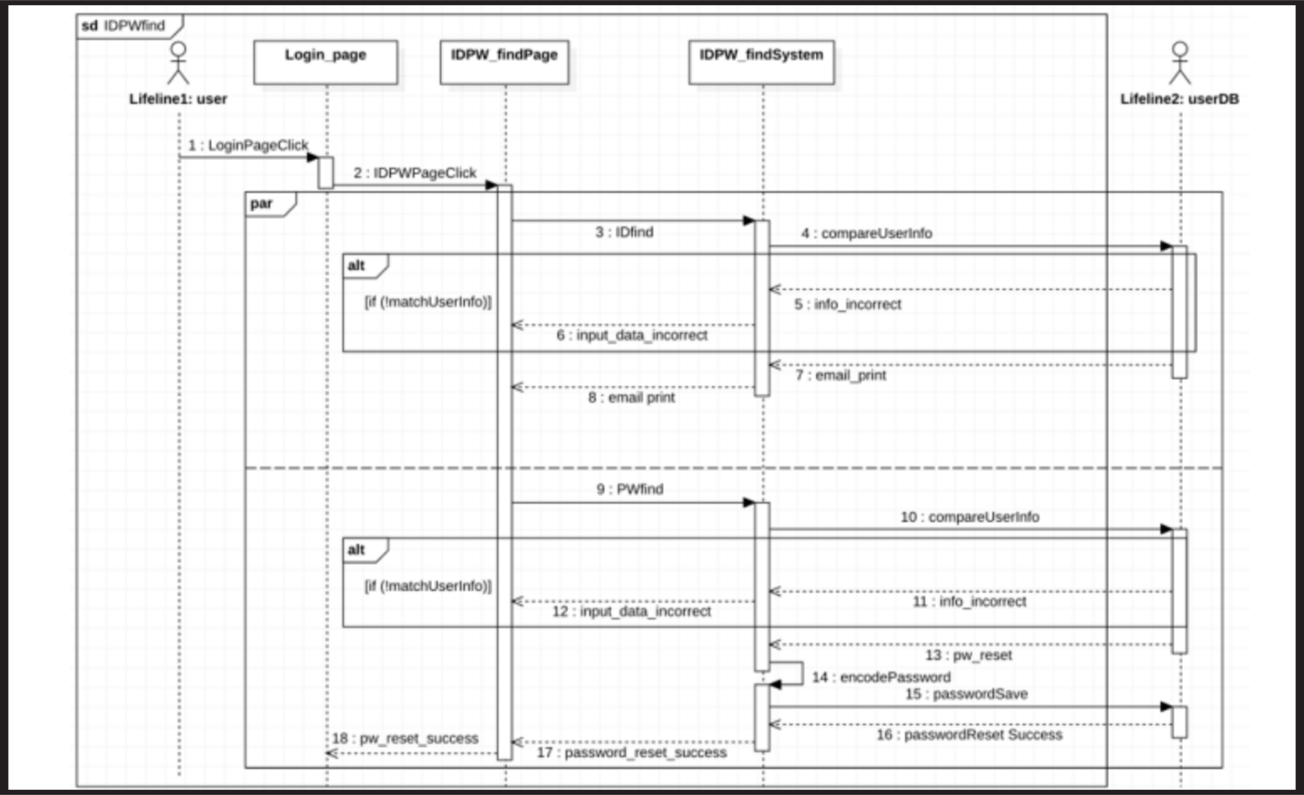 sd IDPWfind
Login_page
IDPW_findPage
IDPW_findSystem
Lifeline1: user
Lifeline2: userDB
1 : LoginPageClick
2 : IDPWPageClick
par
3 : IDfind
4 : compareUserInfo
alt
[if (!matchUserInfo)]
5 : info_incorrect
6 : input_data_incorrect
7 : email_print
8 : email print
9 : PWfind
10 : compareUserInfo
alt
[if (!matchUserInfo)]
11 : info_incorrect
12 : input_data_incorrect
13 : pw_reset
14 : encodePassword
15 : passwordSave
16 : passwordReset Success
17 : password_reset_success
18 : pw_reset_success